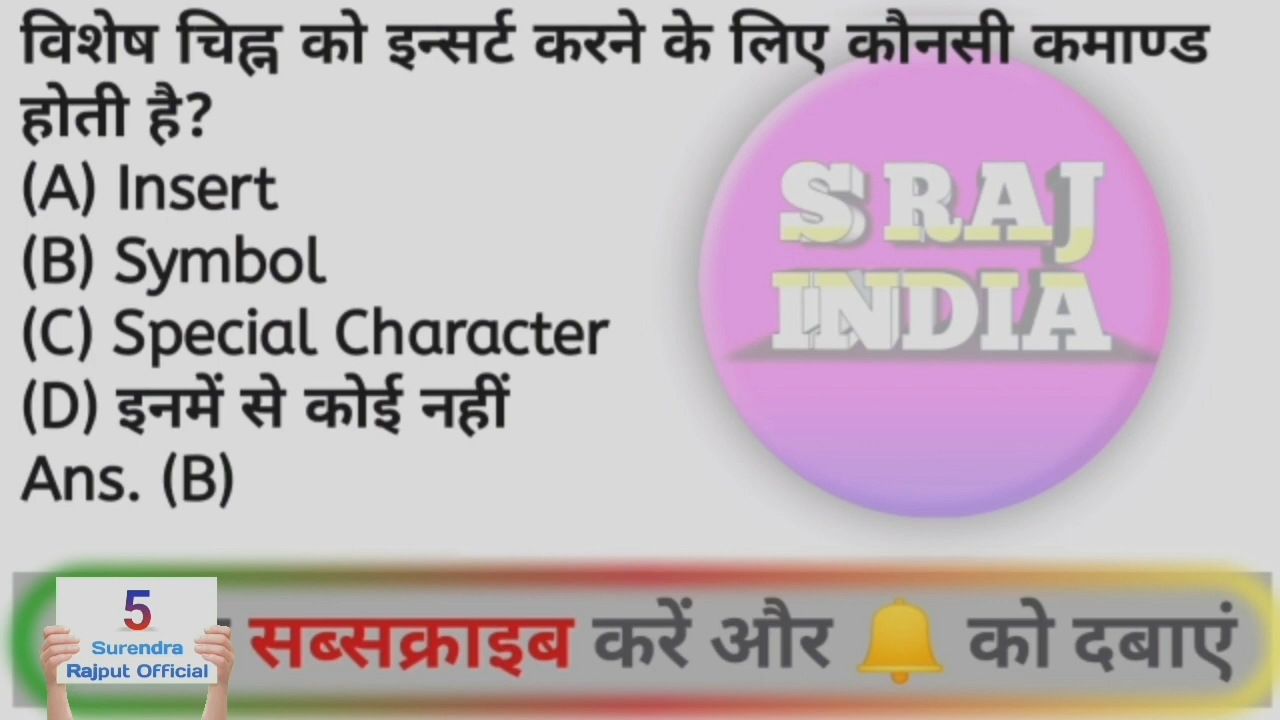 विशेष चिह्न को इन्सर्ट करने के लिए कौनसी कमाण्ड
होती है?
(A) Insert
(B) Symbol
(C) Special Character
(D) इनमें से कोई नहीं
Ans. (B)
S RAJ
INDIA
5
Surendra
Rajput Official
सब्सक्राइब करें और 🔔 को दबाएं